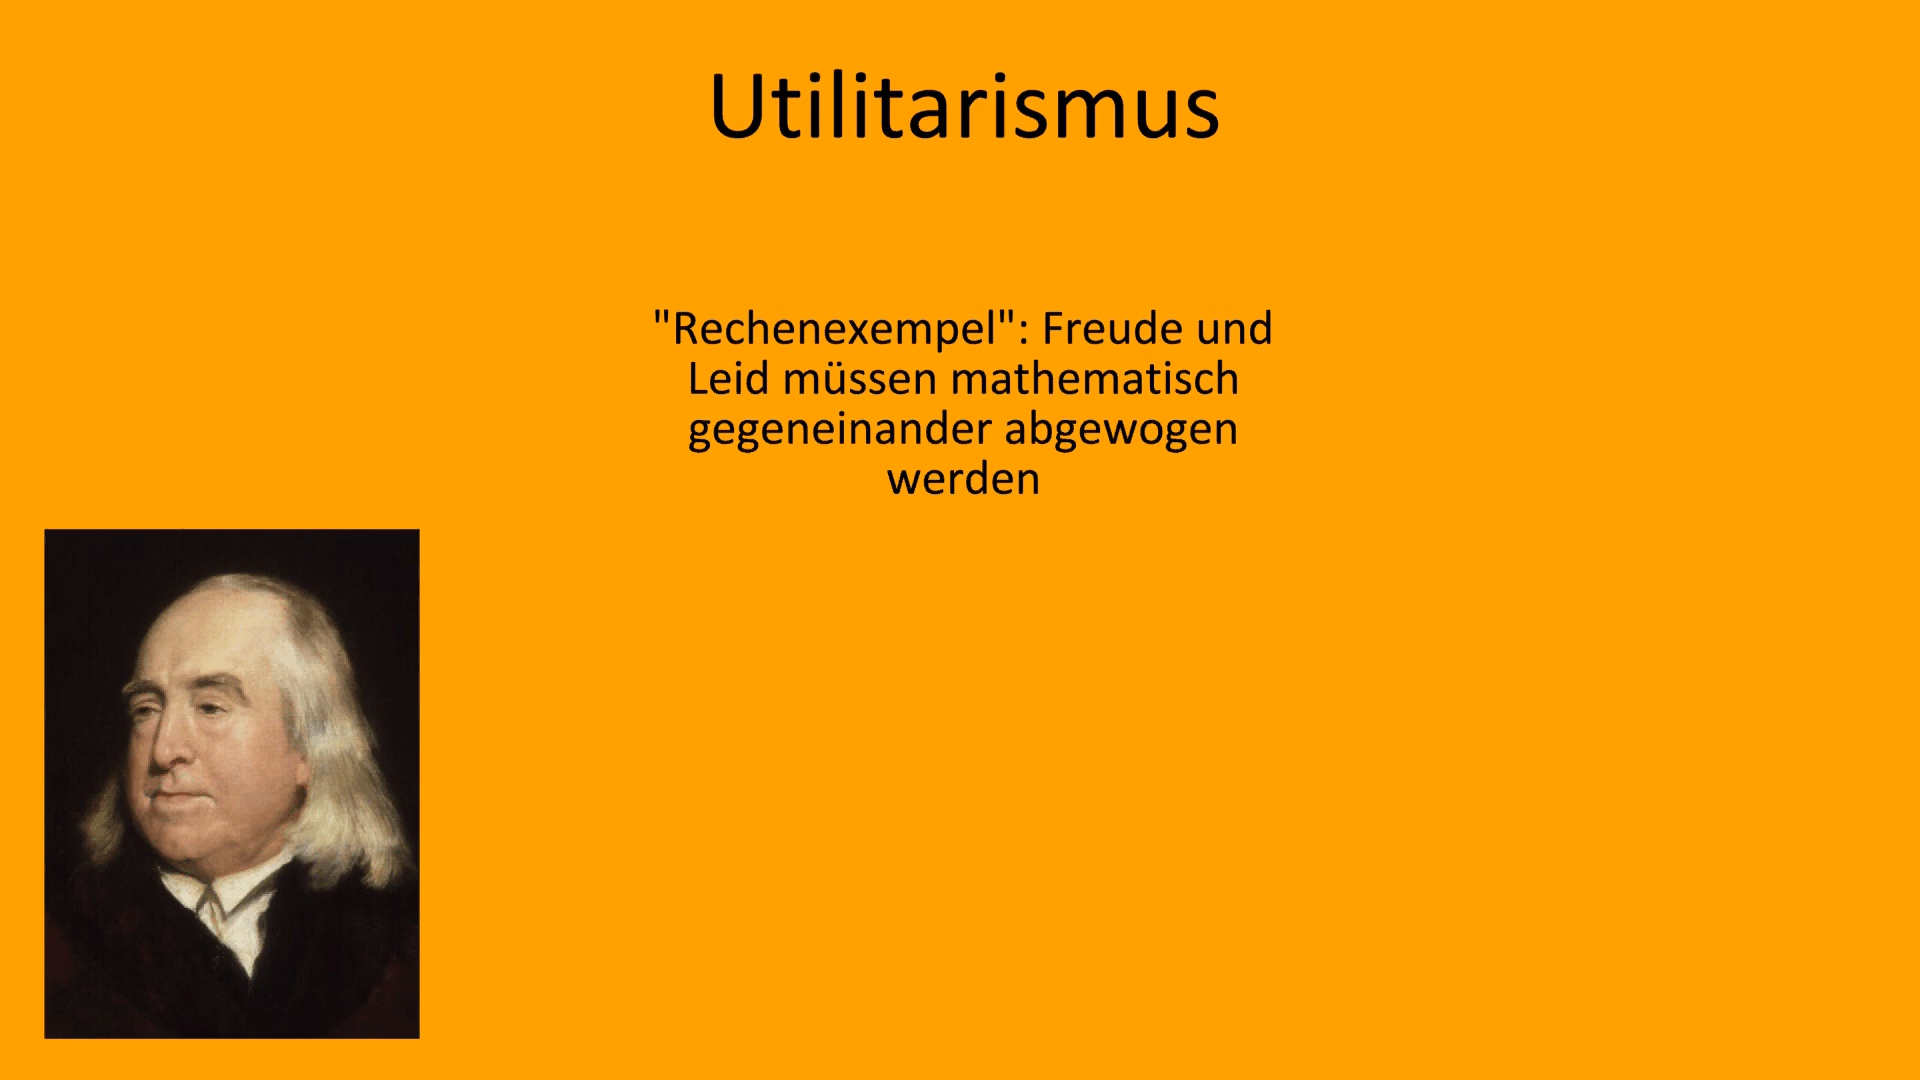 Utilitarismus
"Rechenexempel": Freude und
Leid müssen mathematisch
gegeneinander abgewogen
werden